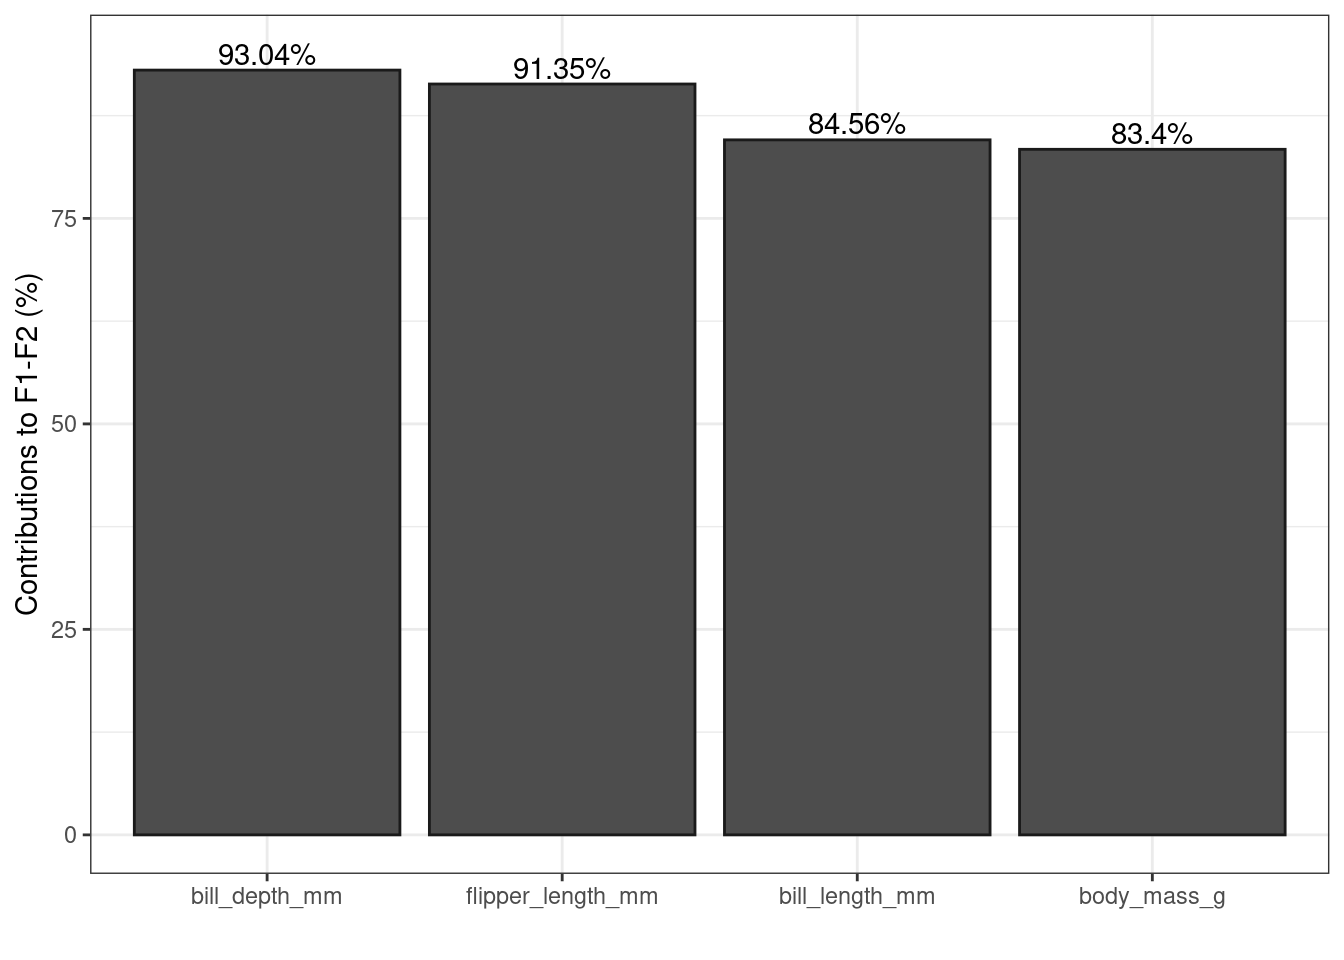 93.04%
91.35%
84.56%
83.4%
Contributions to F1-F2 (%)
75
50
25
0
bill_depth_mm
flipper_length_mm
bill_length_mm
body_mass_g